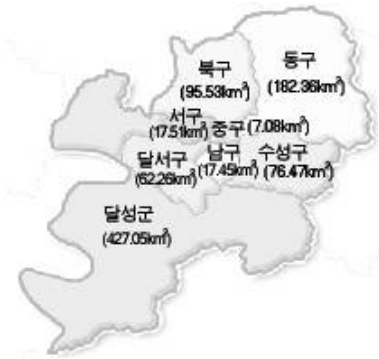 북구
(95.53km²)
동구
(182.36km²)
서구
(17.51km²)
중구 (7.08km²)
달서구
(62.26km²)
남구
(17.45km²)
수성구
(76.47km²)
달성군
(427.05km²)